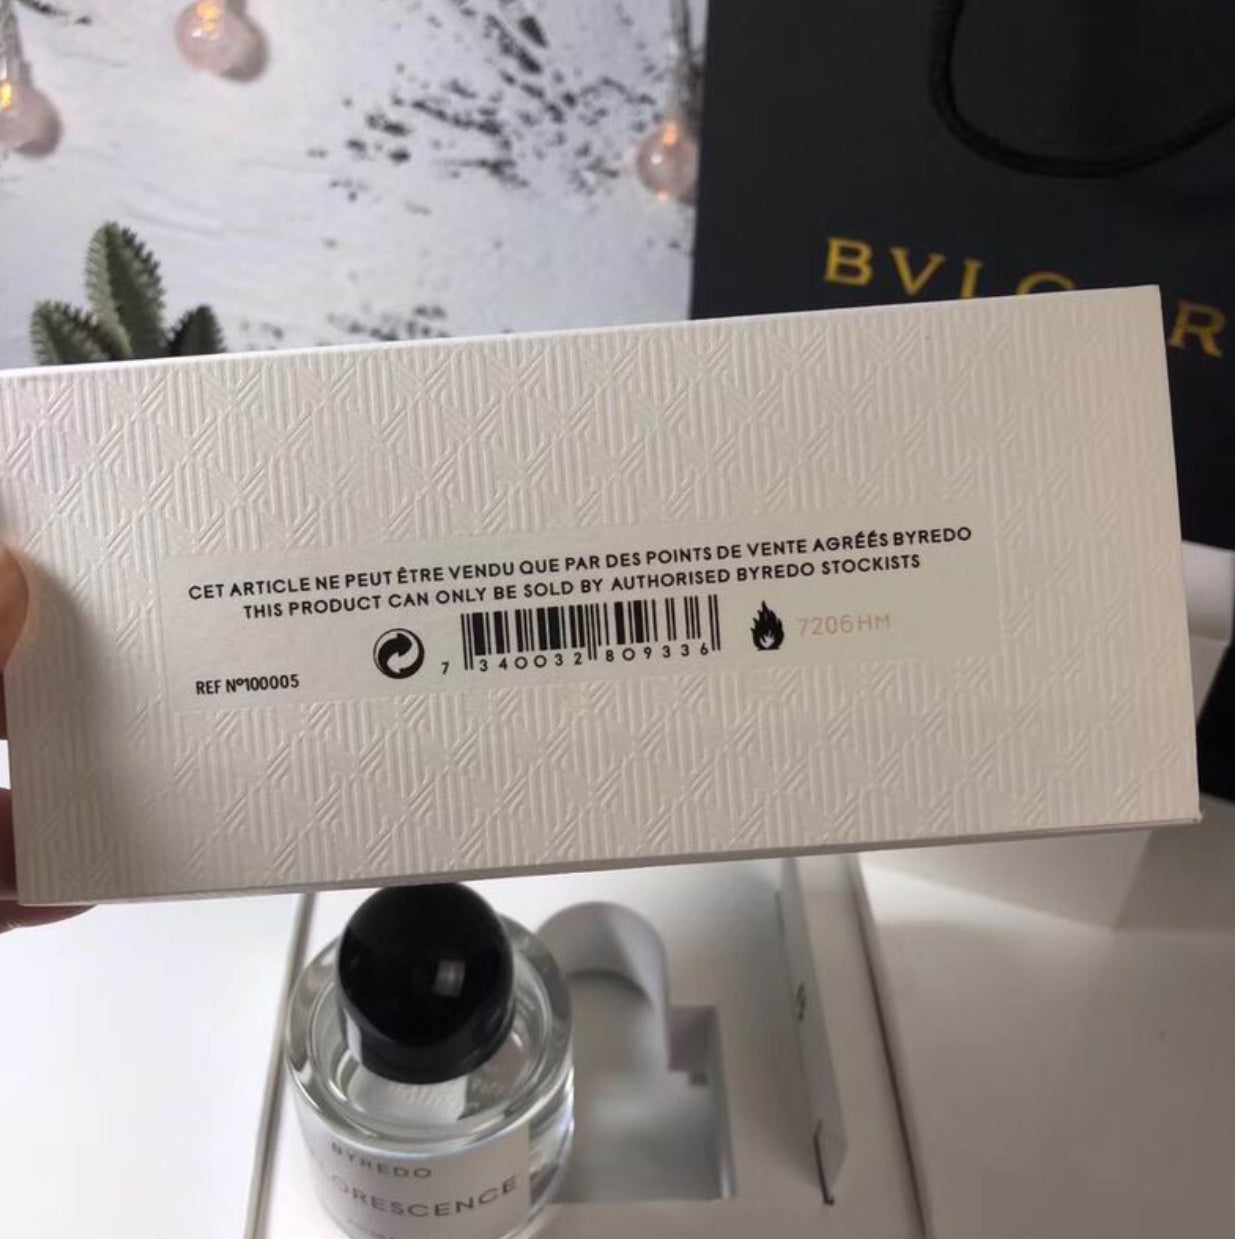 BVLG R
CET ARTICLE NE PEUT ÊTRE VENDU QUE PAR DES POINTS DE VENTE AGRÉÉS BYREDO
THIS PRODUCT CAN ONLY BE SOLD BY AUTHORISED BYREDO STOCKISTS
7 340032 809336
7206HM
REF Nº100005
BYREDO
LORESCENCE